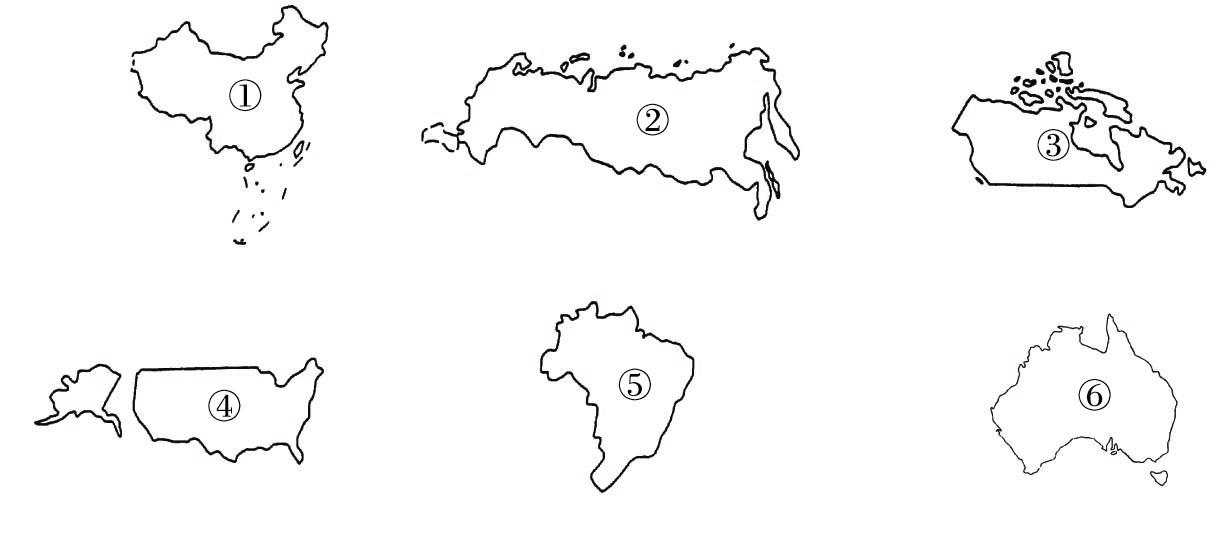 ① ② ③
④ ⑤ ⑥